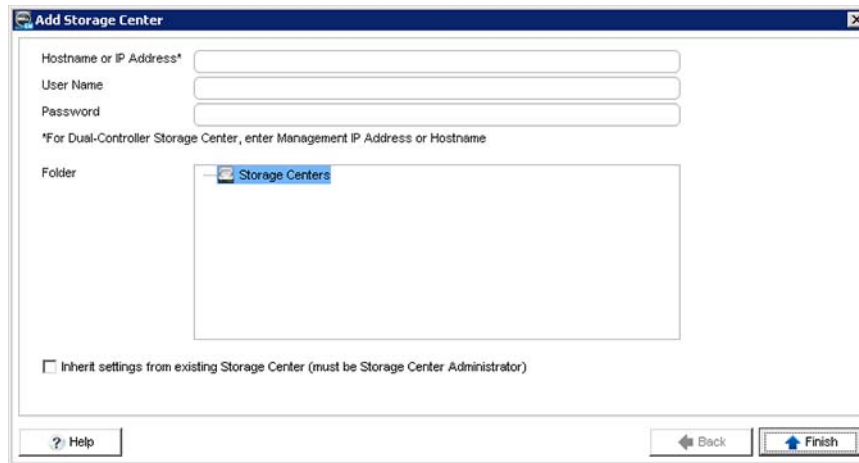 Add Storage Center
Hostname or IP Address*
User Name
Password
*For Dual-Controller Storage Center, enter Management IP Address or Hostname
Folder
Storage Centers
Inherit settings from existing Storage Center (must be Storage Center Administrator)
? Help
Back
Finish